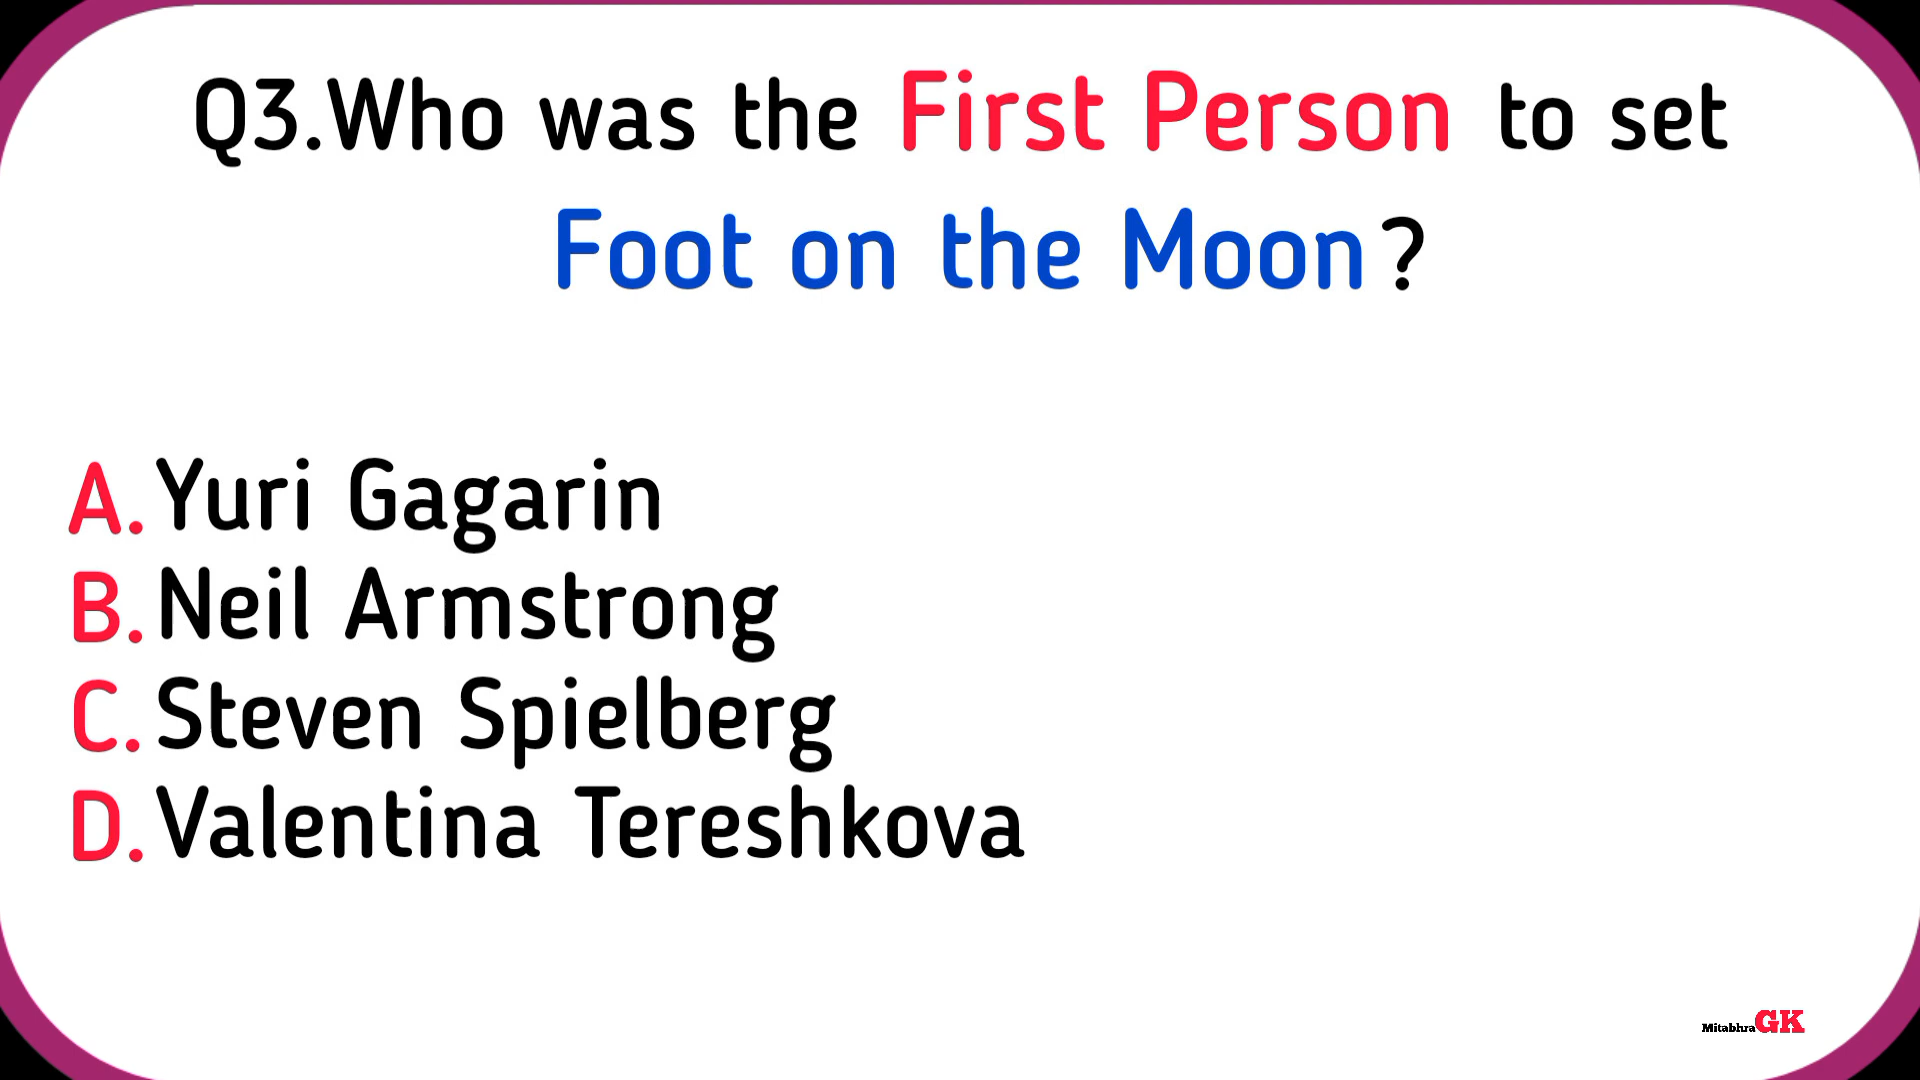 Q3.Who was the First Person to set
Foot on the Moon?
A.Yuri Gagarin
B.Neil Armstrong
C.Steven Spielberg
D.Valentina Tereshkova
MitabhraGK